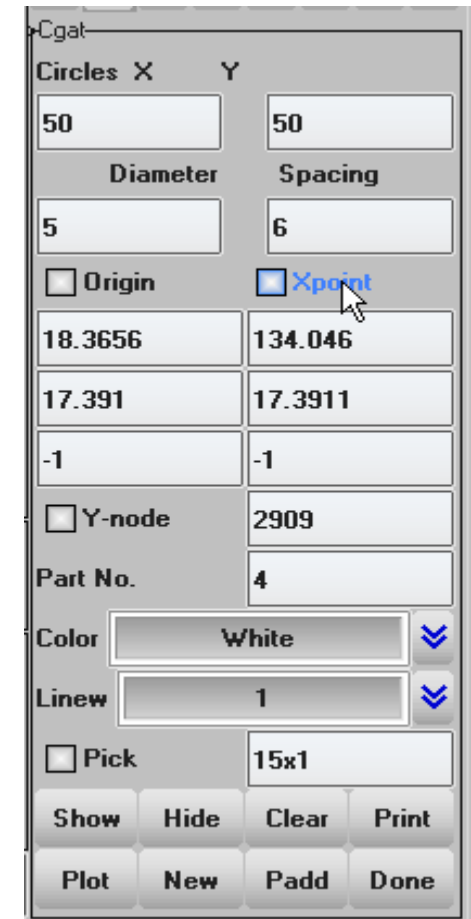 Cgat
Circles X Y
50 50
Diameter Spacing
5 6
Origin Xpoint
18.3656 134.046
17.391 17.3911
-1 -1
Y-node 2909
Part No. 4
Color White
Linew 1
Pick 15x1
Show Hide Clear Print
Plot New Padd Done